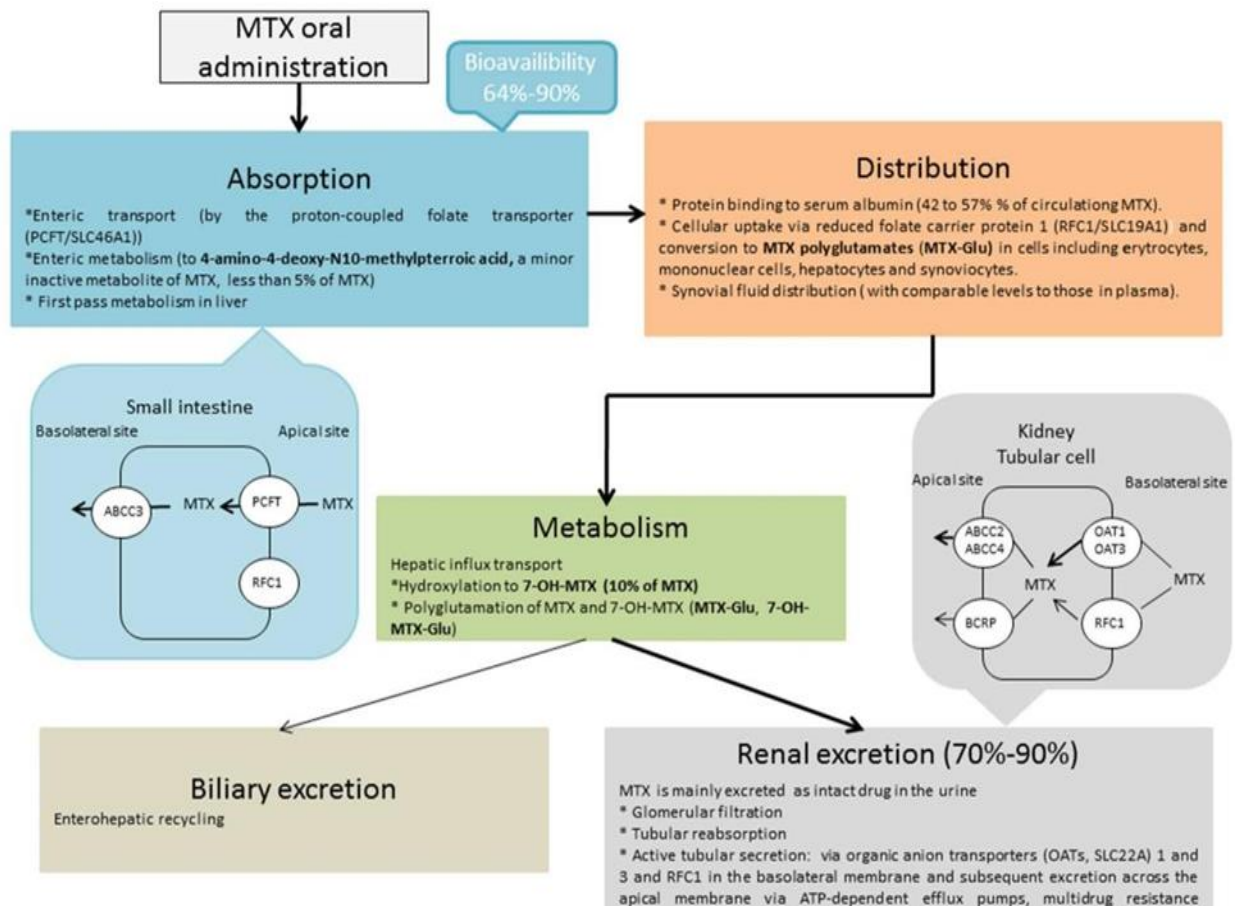 MTX oral
administration
Bioavailibility
64%-90%
Absorption
*Enteric transport (by the proton-coupled folate transporter
(PCFT/SLC46A1))
*Enteric metabolism (to 4-amino-4-deoxy-N10-methylpterroic acid, a minor
inactive metabolite of MTX, less than 5% of MTX)
* First pass metabolism in liver
Distribution
* Protein binding to serum albumin (42 to 57% % of circulationg MTX).
* Cellular uptake via reduced folate carrier protein 1 (RFC1/SLC19A1) and
conversion to MTX polyglutamates (MTX-Glu) in cells including erytrocytes,
mononuclear cells, hepatocytes and synoviocytes.
* Synovial fluid distribution ( with comparable levels to those in plasma).
Small intestine
Basolateral site
Apical site
ABCC3
MTX
PCFT
MTX
RFC1
Kidney
Tubular cell
Apical site
Basolateral site
ABCC2
ABCC4
OAT1
OAT3
MTX
MTX
BCRP
RFC1
Metabolism
Hepatic influx transport
*Hydroxylation to 7-OH-MTX (10% of MTX)
* Polyglutamation of MTX and 7-OH-MTX (MTX-Glu, 7-OH-
MTX-Glu)
Biliary excretion
Enterohepatic recycling
Renal excretion (70%-90%)
MTX is mainly excreted as intact drug in the urine
* Glomerular filtration
* Tubular reabsorption
* Active tubular secretion: via organic anion transporters (OATs, SLC22A) 1 and
3 and RFC1 in the basolateral membrane and subsequent excretion across the
apical membrane via ATP-dependent efflux pumps, multidrug resistance